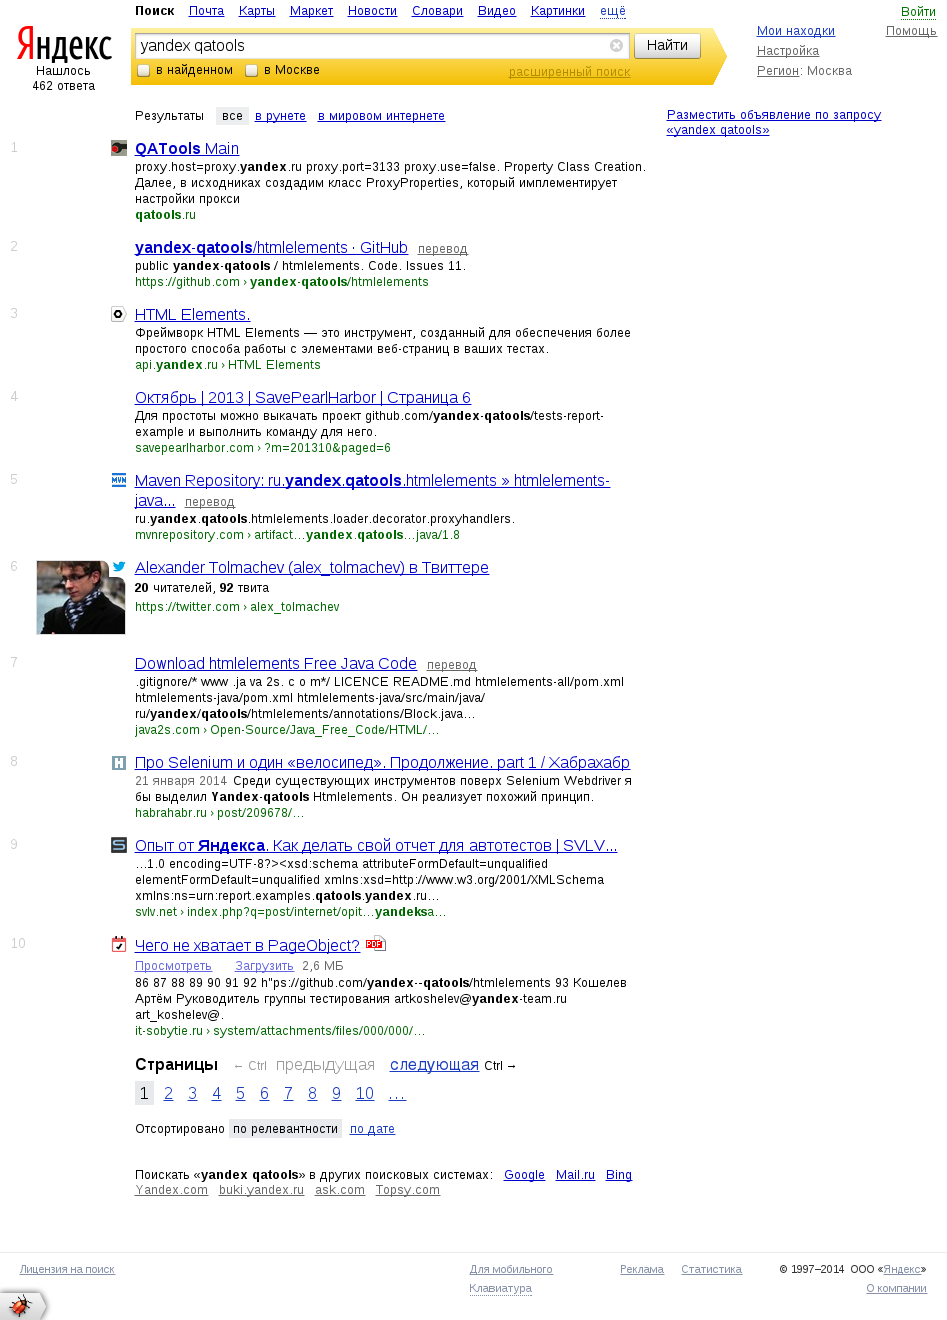 Поиск Почта Карты Маркет Новости Словари Видео Картинки ещё Войти
Яндекс
yandex qatools
Найти
Мои находки Помощь
Настройка
Регион: Москва
Нашлось
462 ответа
в найденном в Москве расширенный поиск
Результаты все в рунете в мировом интернете
Разместить объявление по запросу
«yandex qatools»
1
QATools Main
proxy.host=proxy.yandex.ru proxy.port=3133 proxy.use=false. Property Class Creation.
Далее, в исходниках создадим класс ProxyProperties, который имплементирует
настройки прокси
qatools.ru
2
yandex-qatools/htmlelements · GitHub перевод
public yandex-qatools / htmlelements. Code. Issues 11.
https://github.com › yandex-qatools/htmlelements
3
HTML Elements.
Фреймворк HTML Elements — это инструмент, созданный для обеспечения более
простого способа работы с элементами веб-страниц в ваших тестах.
api.yandex.ru › HTML Elements
4
Октябрь | 2013 | SavePearlHarbor | Страница 6
Для простоты можно выкачать проект github.com/yandex-qatools/tests-report-
example и выполнить команду для него.
savepearlharbor.com › ?m=201310&paged=6
5
MVN
Maven Repository: ru.yandex.qatools.htmlelements » htmlelements-
java... перевод
ru.yandex.qatools.htmlelements.loader.decorator.proxyhandlers.
mvnrepository.com › artifact...yandex.qatools...java/1.8
6
Alexander Tolmachev (alex_tolmachev) в Твиттере
20 читателей, 92 твита
https://twitter.com › alex_tolmachev
7
Download htmlelements Free Java Code перевод
.gitignore/* www .ja va 2s. c o m*/ LICENCE README.md htmlelements-all/pom.xml
htmlelements-java/pom.xml htmlelements-java/src/main/java/
ru/yandex/qatools/htmlelements/annotations/Block.java...
java2s.com › Open-Source/Java_Free_Code/HTML/...
8
H
Про Selenium и один «велосипед». Продолжение. part 1 / Хабрахабр
21 января 2014 Среди существующих инструментов поверх Selenium Webdriver я
бы выделил Yandex-qatools Htmlelements. Он реализует похожий принцип.
habrahabr.ru › post/209678/...
9
S
Опыт от Яндекса. Как делать свой отчет для автотестов | SVLV...
...1.0 encoding=UTF-8?><xsd:schema attributeFormDefault=unqualified
elementFormDefault=unqualified xmlns:xsd=http://www.w3.org/2001/XMLSchema
xmlns:ns=urn:report.examples.qatools.yandex.ru...
svlv.net › index.php?q=post/internet/opit...yandeksa...
10
Чего не хватает в PageObject? PDF
Просмотреть Загрузить 2,6 МБ
86 87 88 89 90 91 92 h"ps://github.com/yandex-‐qatools/htmlelements 93 Кошелев
Артём Руководитель группы тестирования artkoshelev@yandex-team.ru
art_koshelev@.
it-sobytie.ru › system/attachments/files/000/000/...
Страницы ← Ctrl предыдущая следующая Ctrl →
1 2 3 4 5 6 7 8 9 10 ...
Отсортировано по релевантности по дате
Поискать «yandex qatools» в других поисковых системах: Google Mail.ru Bing
Yandex.com buki.yandex.ru ask.com Topsy.com
Лицензия на поиск Для мобильного Реклама Статистика © 1997–2014 ООО «Яндекс»
Клавиатура О компании